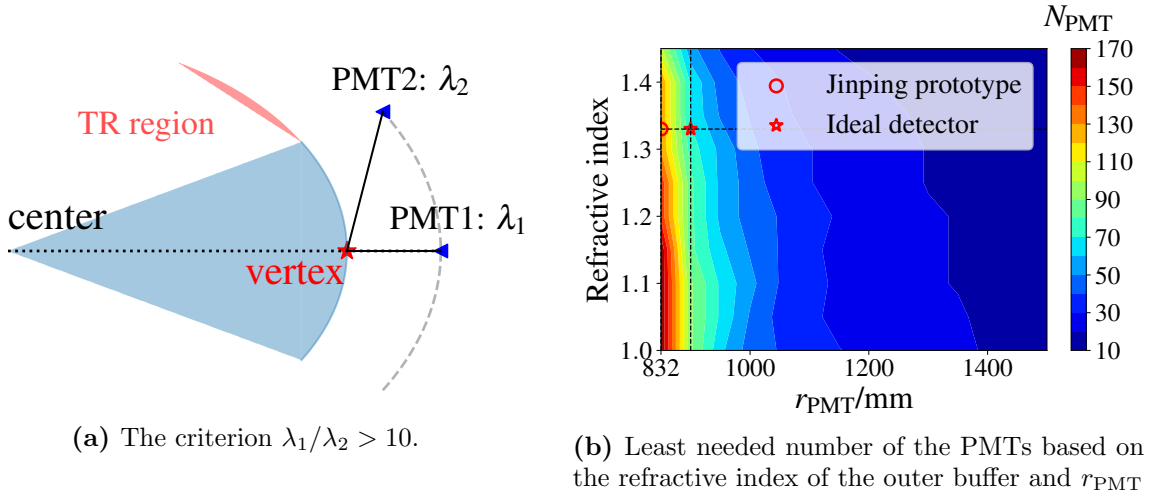 PMT2: λ₂
TR region
center
PMT1: λ₁
vertex
(a) The criterion λ₁/λ₂ > 10.
N_PMT
Jinping prototype
Ideal detector
Refractive index
1.4
1.3
1.2
1.1
1.0
832
1000
1200
1400
r_PMT/mm
170
150
130
110
90
70
50
30
10
(b) Least needed number of the PMTs based on
the refractive index of the outer buffer and r_PMT